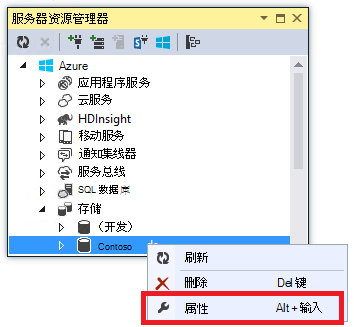 服务器资源管理器
Azure
应用程序服务
云服务
HDInsight
移动服务
通知集线器
服务总线
SQL 数据库
存储
（开发）
Contoso
刷新
删除 Del 键
属性 Alt+输入